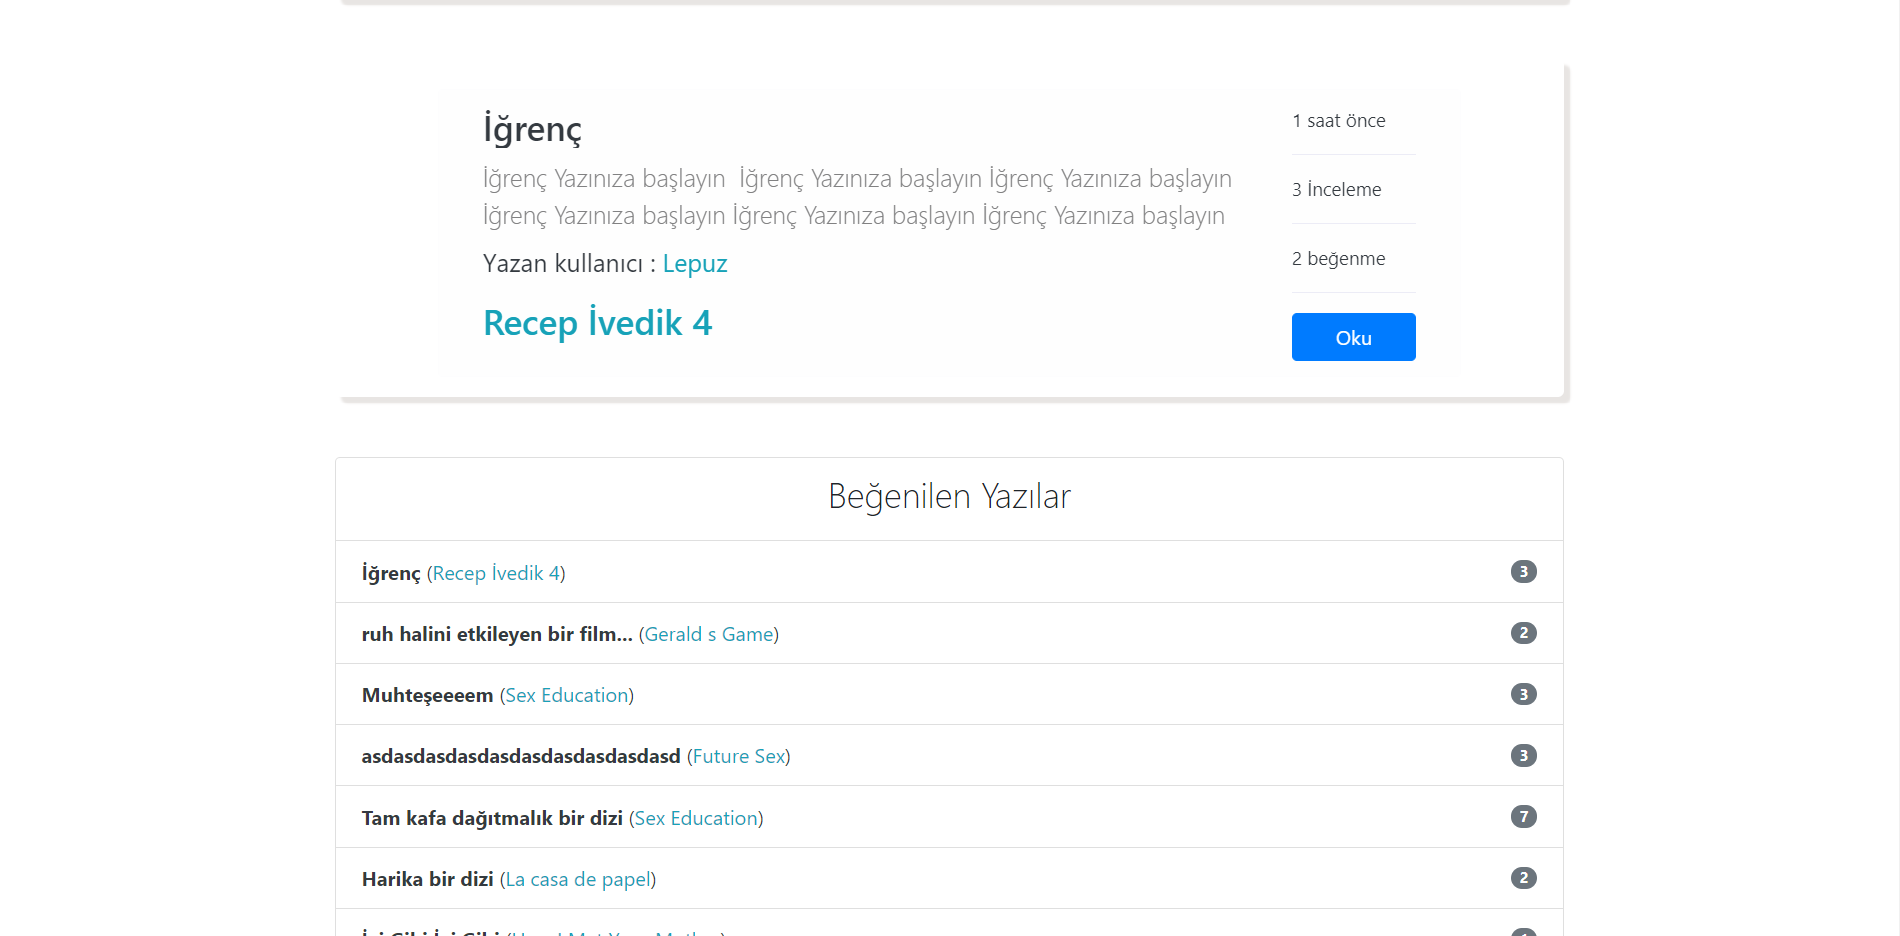 İğrenç
İğrenç Yazınıza başlayın  İğrenç Yazınıza başlayın İğrenç Yazınıza başlayın
İğrenç Yazınıza başlayın İğrenç Yazınıza başlayın İğrenç Yazınıza başlayın
Yazan kullanıcı : Lepuz
Recep İvedik 4
1 saat önce
3 İnceleme
2 beğenme
Oku
Beğenilen Yazılar
İğrenç (Recep İvedik 4) 3
ruh halini etkileyen bir film... (Gerald s Game) 2
Muhteşeeeem (Sex Education) 3
asdasdasdasdasdasdasdasdasdasd (Future Sex) 3
Tam kafa dağıtmalık bir dizi (Sex Education) 7
Harika bir dizi (La casa de papel) 2